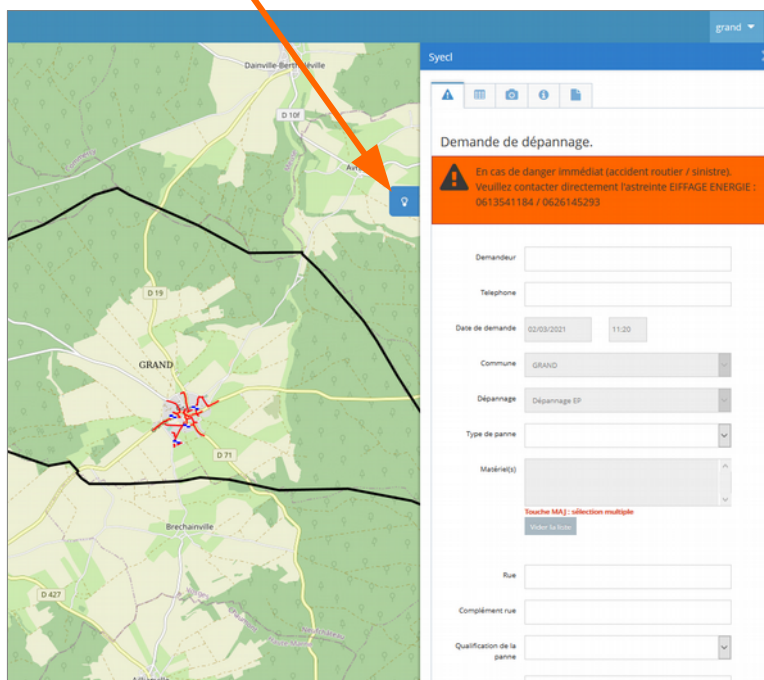 grand
Syecl
Demande de dépannage.
En cas de danger immédiat (accident routier / sinistre).
Veuillez contacter directement l'astreinte EIFFAGE ENERGIE :
0613541184 / 0626145293
Demandeur
Telephone
Date de demande 02/03/2021 11:20
Commune GRAND
Dépannage Dépannage EP
Type de panne
Matériel(s)
Touche MAJ : sélection multiple
Vider la liste
Rue
Complément rue
Qualification de la
panne
D 10f
D 19
GRAND
D 71
Brechainville
D 427
Vosges
Neufchâteau